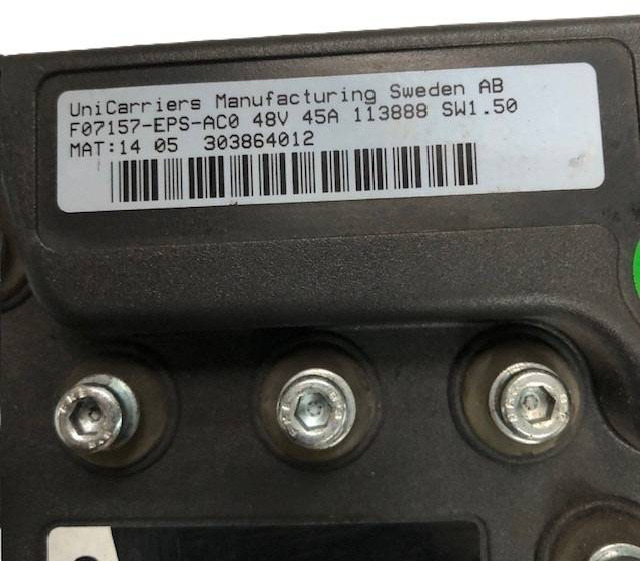 UniCarriers Manufacturing Sweden AB
F07157-EPS-AC0 48V 45A 113888 SW1.50
MAT:14 05 303864012